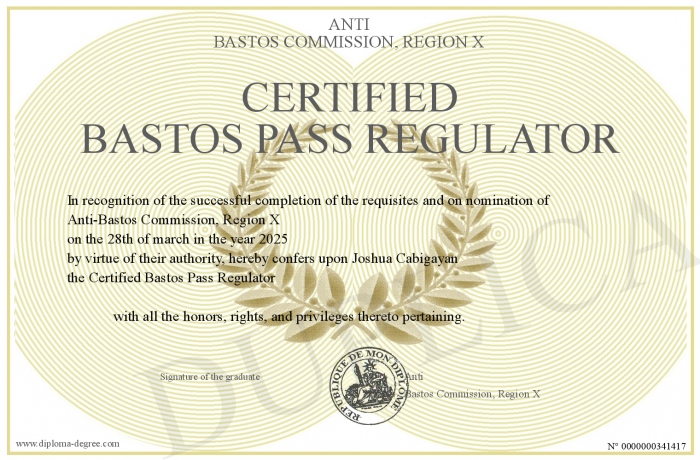 ANTI
BASTOS COMMISSION, REGION X
CERTIFIED
BASTOS PASS REGULATOR
In recognition of the successful completion of the requisites and on nomination of
Anti-Bastos Commission, Region X
on the 28th of march in the year 2025
by virtue of their authority, hereby confers upon Joshua Cabigayan
the Certified Bastos Pass Regulator
with all the honors, rights, and privileges thereto pertaining.
Signature of the graduate
REPUBLIQUE DE MON DIPLOME
Anti
Bastos Commission, Region X
DUPLICATA
www.diploma-degree.com
N° 0000000341417